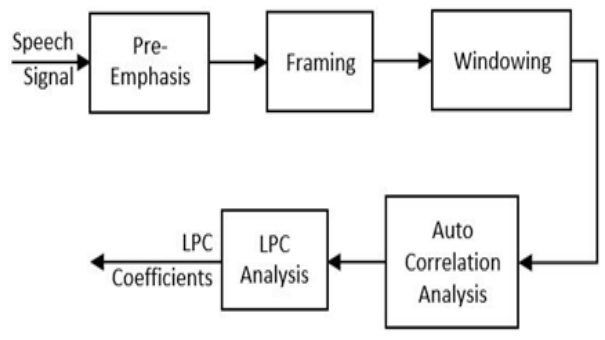 Speech
Signal
Pre-
Emphasis
Framing
Windowing
Auto
Correlation
Analysis
LPC
Analysis
LPC
Coefficients